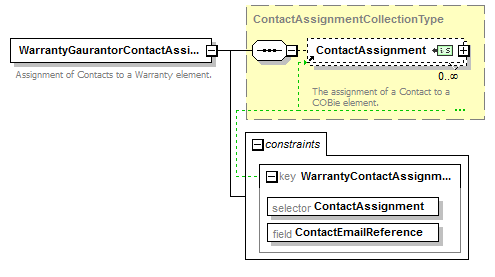 ContactAssignmentCollectionType
WarrantyGaurantorContactAssi...
Assignment of Contacts to a Warranty element.
ContactAssignment
0..∞
The assignment of a Contact to a
COBie element.
...
constraints
key WarrantyContactAssignm...
selector ContactAssignment
field ContactEmailReference